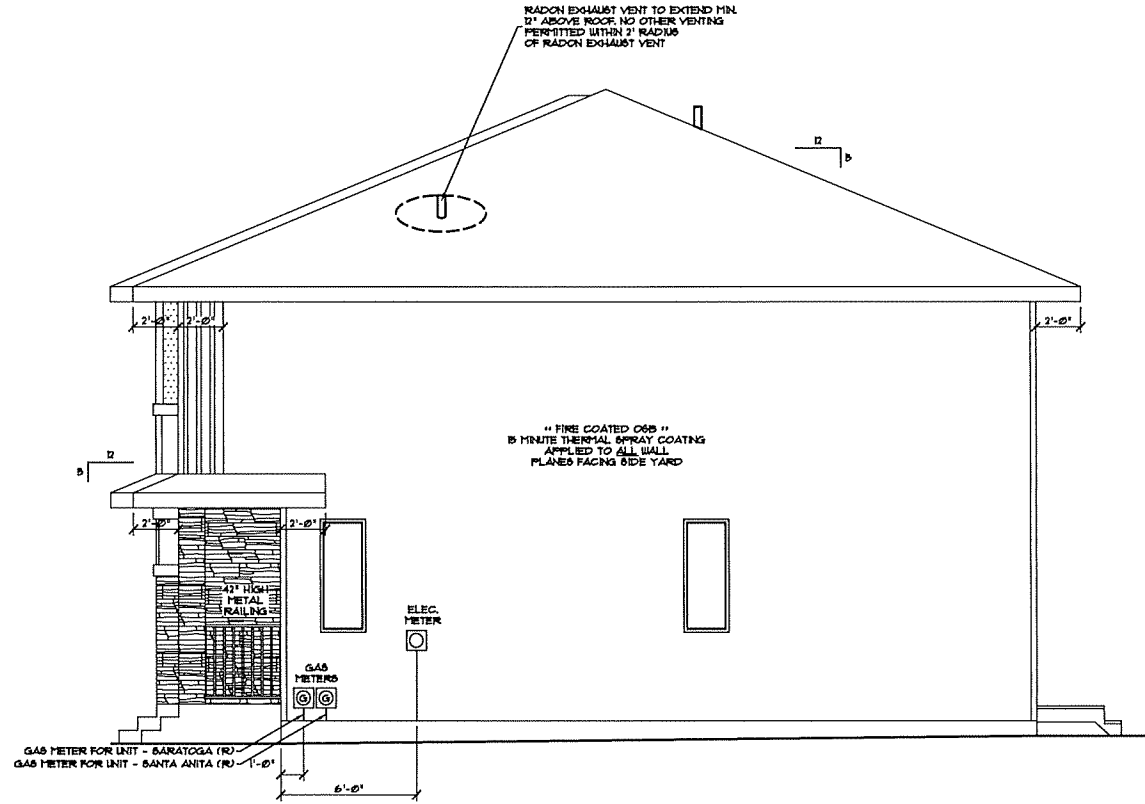 RADON EXHAUST VENT TO EXTEND MIN.
12" ABOVE ROOF. NO OTHER VENTING
PERMITTED WITHIN 2' RADIUS
OF RADON EXHAUST VENT
12
5
2'-0" 2'-0"
2'-0"
** FIRE COATED OSB **
15 MINUTE THERMAL SPRAY COATING
APPLIED TO ALL WALL
PLANES FACING SIDE YARD
12
5
2'-0"
2'-0"
42" HIGH
METAL
RAILING
ELEC.
METER
GAS
METERS
G G
GAS METER FOR UNIT - SARATOGA (R)
GAS METER FOR UNIT - SANTA ANITA (R)
1'-0"
6'-0"